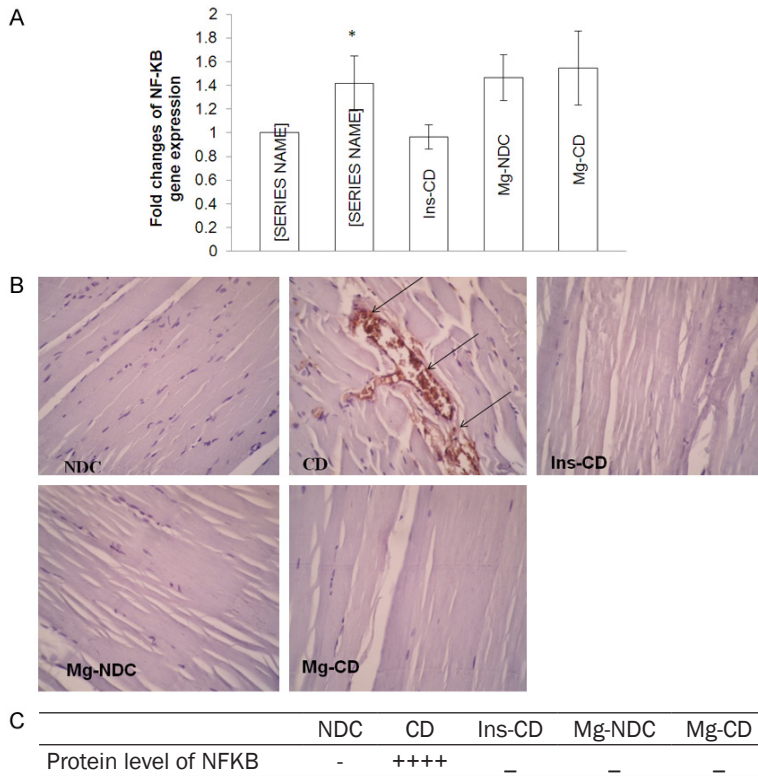 A
Fold changes of NF-KB
gene expression
2
1.8
1.6
1.4
1.2
1
0.8
0.6
0.4
0.2
0
*
[SERIES NAME]
[SERIES NAME]
Ins-CD
Mg-NDC
Mg-CD
B
NDC
CD
Ins-CD
Mg-NDC
Mg-CD
C
NDC CD Ins-CD Mg-NDC Mg-CD
Protein level of NFKB - ++++ _ _ _